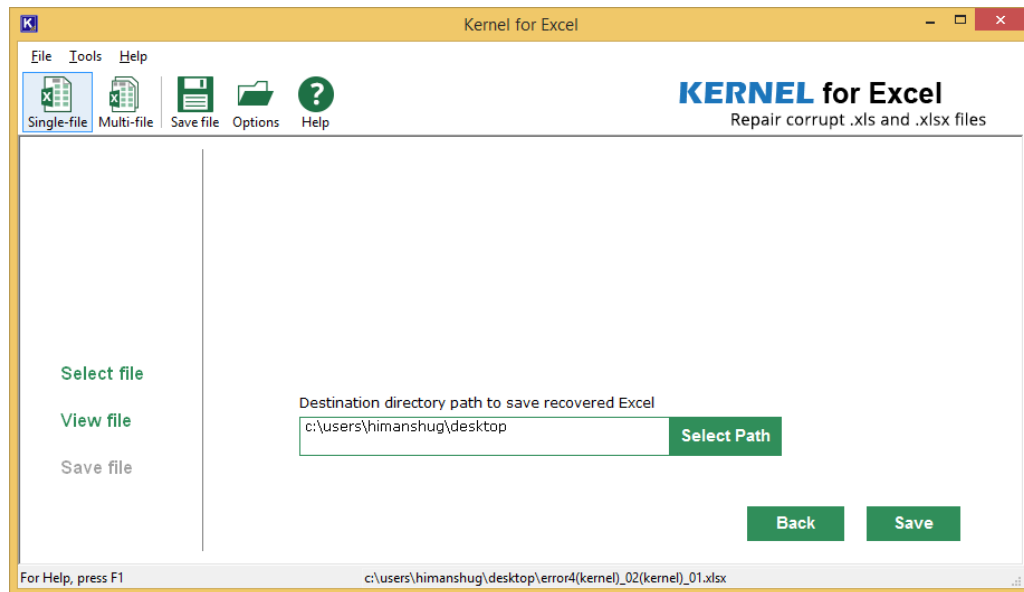 K
Kernel for Excel
File Tools Help
Single-file Multi-file Save file Options Help
KERNEL for Excel
Repair corrupt .xls and .xlsx files
Select file
View file
Save file
Destination directory path to save recovered Excel
c:\users\himanshug\desktop
Select Path
Back Save
For Help, press F1 c:\users\himanshug\desktop\error4(kernel)_02(kernel)_01.xlsx